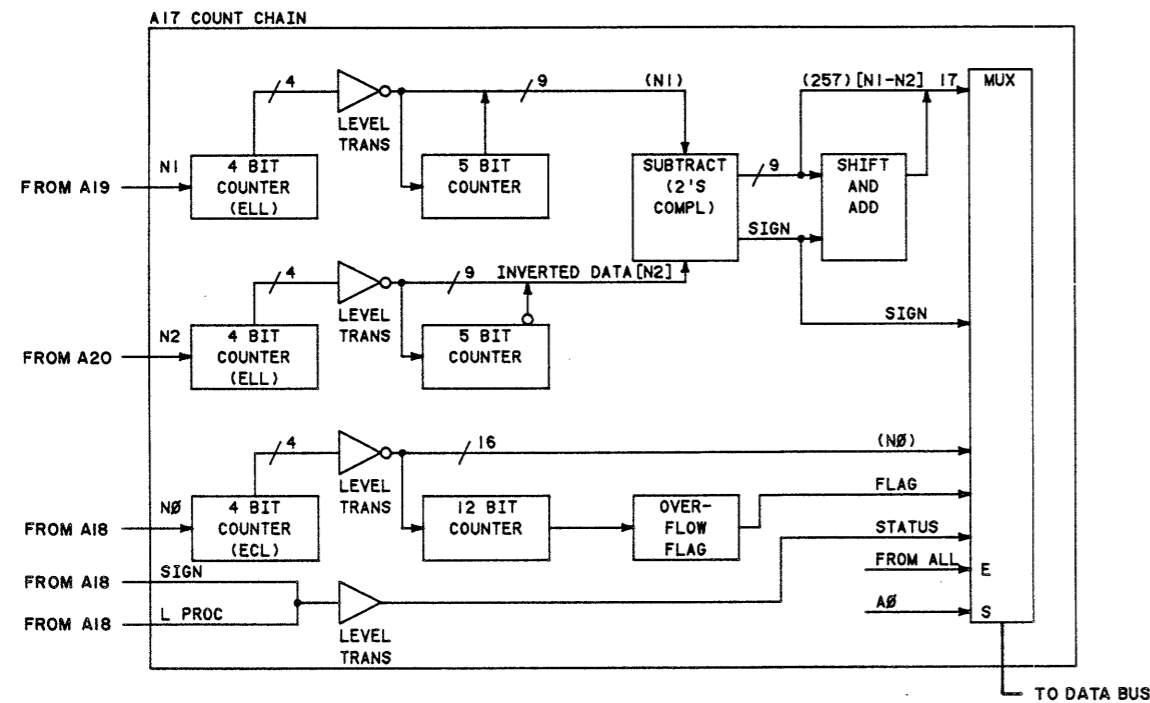 A17 COUNT CHAIN
4
LEVEL
TRANS
9
(N1)
(257)[N1-N2] 17
MUX
FROM A19
N1
4 BIT
COUNTER
(ELL)
5 BIT
COUNTER
SUBTRACT
(2'S
COMPL)
9
SIGN
SHIFT
AND
ADD
4
LEVEL
TRANS
9
INVERTED DATA[N2]
SIGN
FROM A20
N2
4 BIT
COUNTER
(ELL)
5 BIT
COUNTER
4
LEVEL
TRANS
16
(NØ)
FROM A18
NØ
4 BIT
COUNTER
(ECL)
12 BIT
COUNTER
OVER-
FLOW
FLAG
FLAG
STATUS
FROM ALL
E
AØ
S
FROM A18
SIGN
FROM A18
L PROC
LEVEL
TRANS
TO DATA BUS